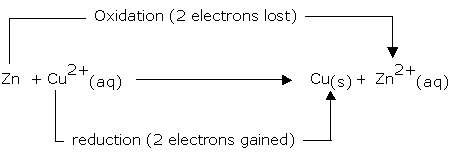 Oxidation (2 electrons lost)
Zn + Cu²⁺(aq) Cu(s) + Zn²⁺(aq)
reduction (2 electrons gained)